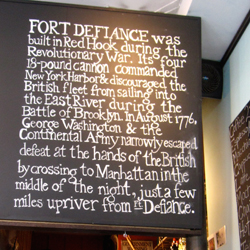 FORT DEFIANCE was
built in Red Hook during the
Revolutionary War. Its four
18-pound cannon commanded
New York Harbor & discouraged the
British fleet from sailing into
the East River during the
Battle of Brooklyn. In August 1776,
George Washington & the
Continental Army narrowly escaped
defeat at the hands of the British
by crossing to Manhattan in the
middle of the night, just a few
miles upriver from Ft Defiance.